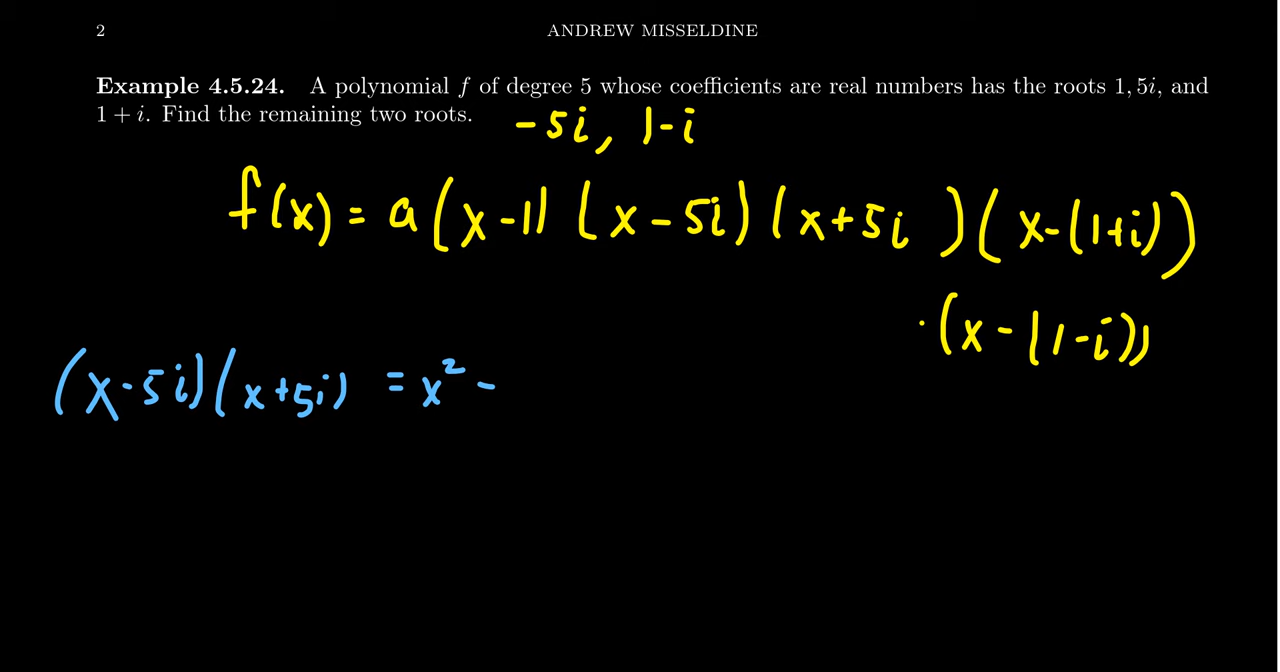 2 ANDREW MISSELDINE
Example 4.5.24. A polynomial f of degree 5 whose coefficients are real numbers has the roots 1, 5i, and
1 + i. Find the remaining two roots.
-5i, 1-i
f(x) = a(x-1)(x-5i)(x+5i)(x-(1+i))
·(x-(1-i))
(x-5i)(x+5i) = x² -